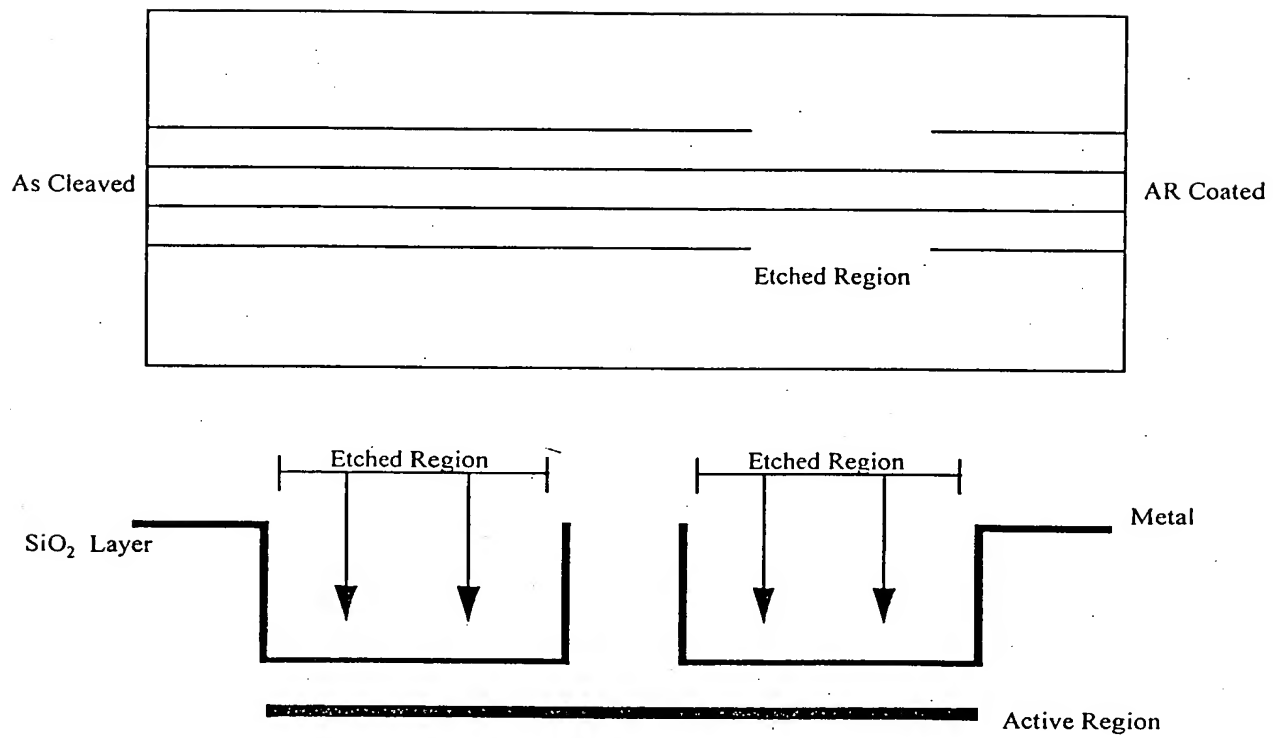 As Cleaved
AR Coated
Etched Region
Etched Region
Etched Region
Metal
SiO₂ Layer
Active Region